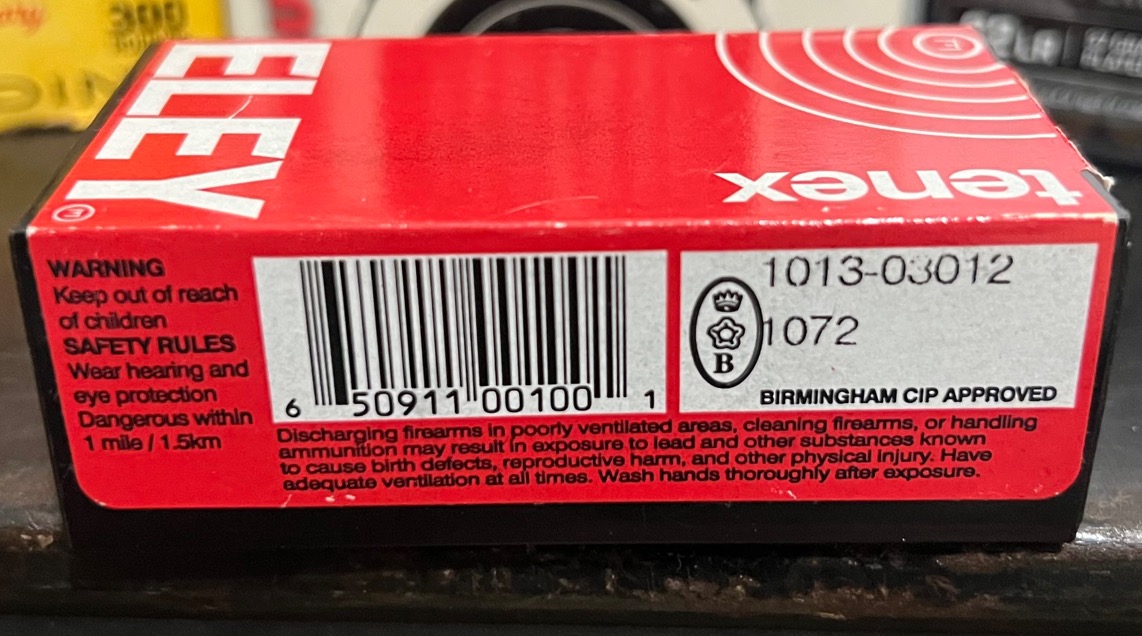 300
2LR
ELEY
tenex
WARNING
Keep out of reach
of children
SAFETY RULES
Wear hearing and
eye protection
Dangerous within
1 mile / 1.5km
6 50911 00100 1
1013-03012
1072
B
BIRMINGHAM CIP APPROVED
Discharging firearms in poorly ventilated areas, cleaning firearms, or handling
ammunition may result in exposure to lead and other substances known
to cause birth defects, reproductive harm, and other physical injury. Have
adequate ventilation at all times. Wash hands thoroughly after exposure.